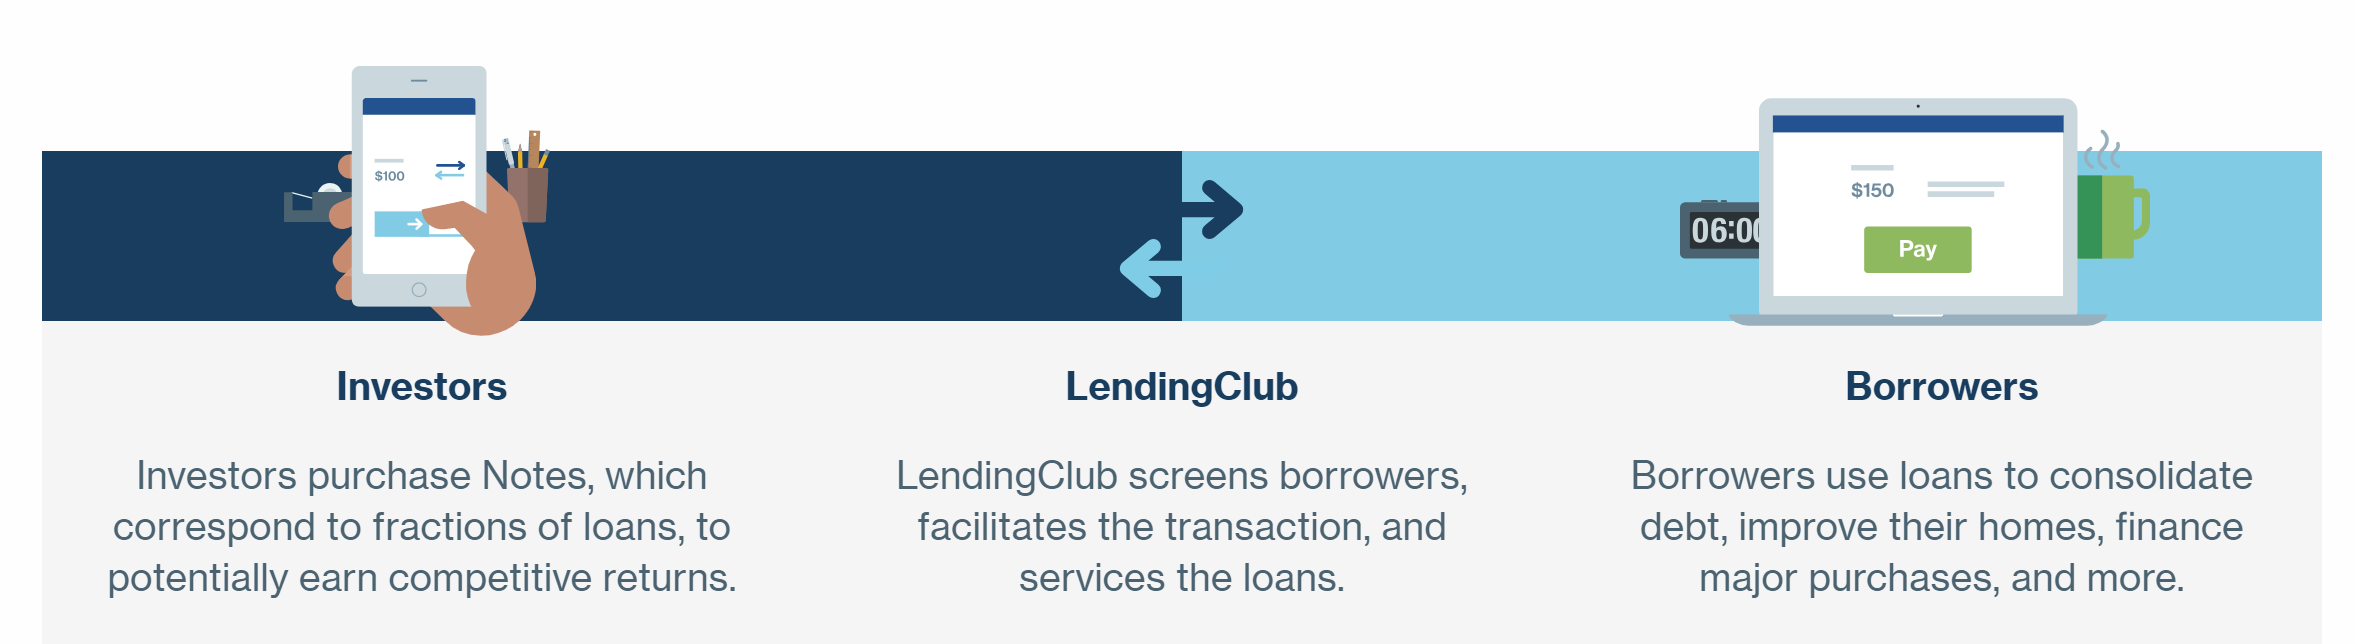 $100
06:00
$150
Pay
Investors
Investors purchase Notes, which
correspond to fractions of loans, to
potentially earn competitive returns.
LendingClub
LendingClub screens borrowers,
facilitates the transaction, and
services the loans.
Borrowers
Borrowers use loans to consolidate
debt, improve their homes, finance
major purchases, and more.